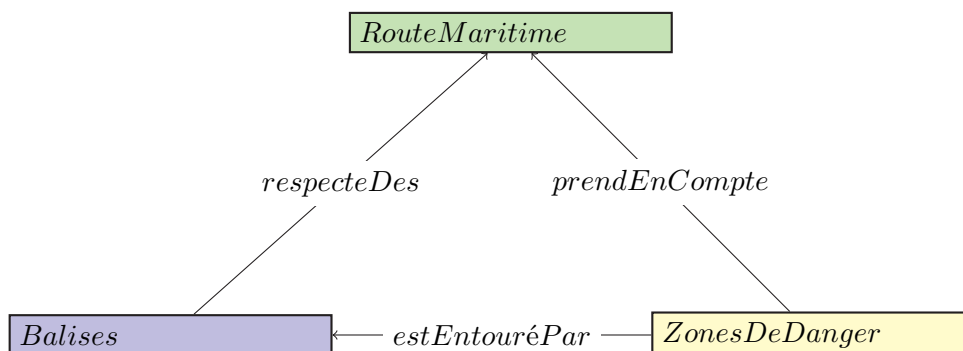 RouteMaritime
respecteDes
prendEnCompte
Balises
estEntouréPar
ZonesDeDanger